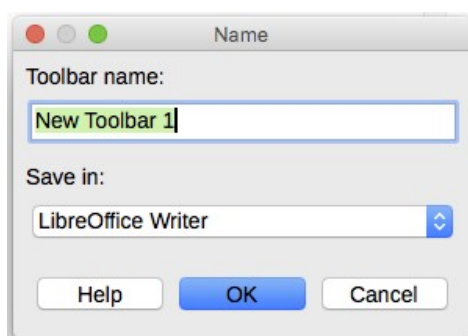 Name
Toolbar name:
New Toolbar 1
Save in:
LibreOffice Writer
Help OK Cancel